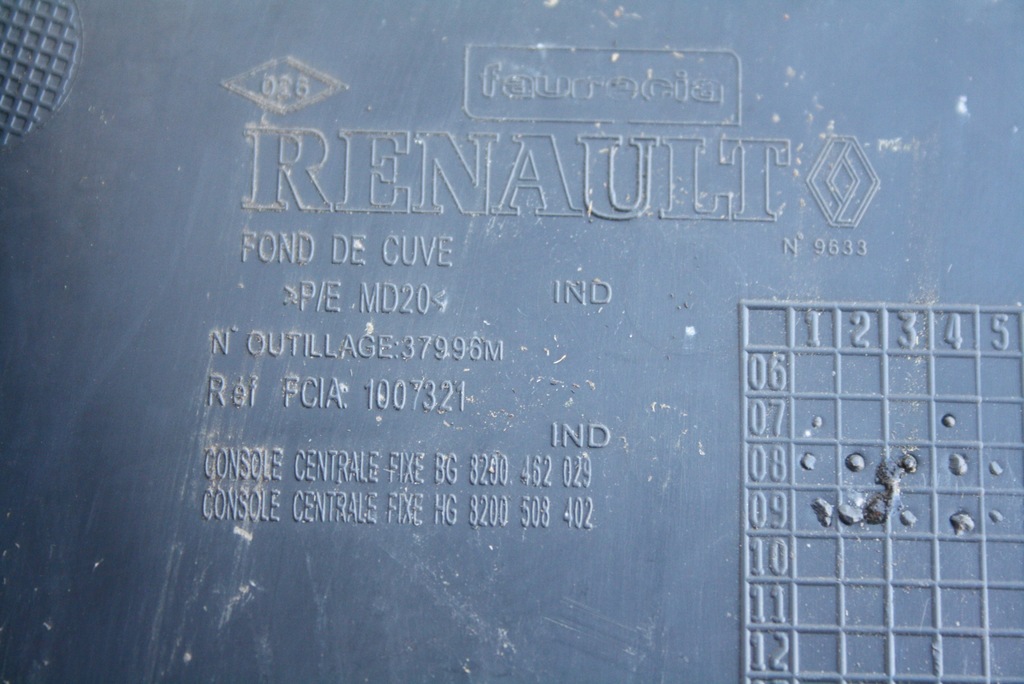 026
faurecia
RENAULT
N° 9633
FOND DE CUVE
>P/E MD20< IND
N° OUTILLAGE:37996M
Réf FCIA: 1007321
IND
CONSOLE CENTRALE FIXE BG 8200 462 029
CONSOLE CENTRALE FIXE HG 8200 508 402
1 2 3 4 5
06
07
08
09
10
11
12